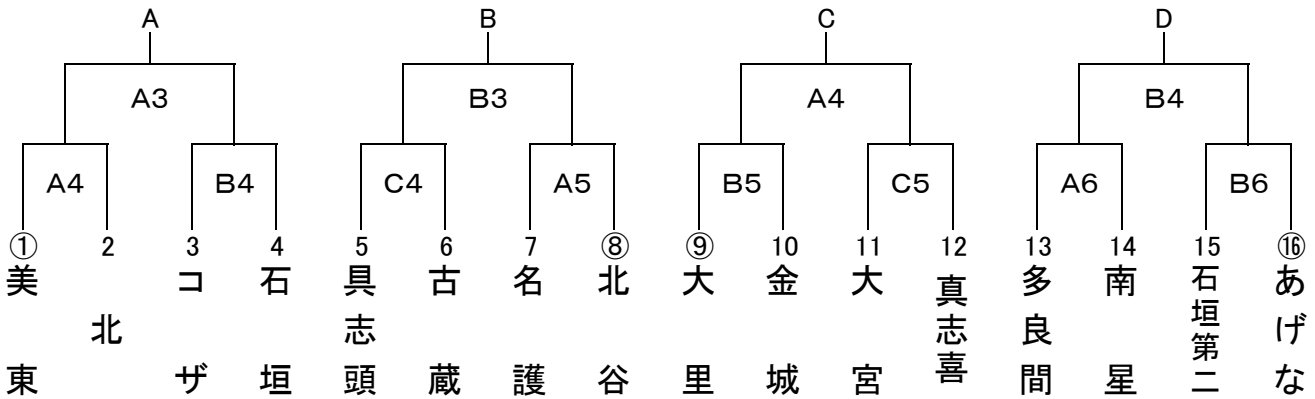 A B C D
A3 B3 A4 B4
A4 B4 C4 A5 B5 C5 A6 B6
① 2 3 4 5 6 7 ⑧ ⑨ 10 11 12 13 14 15 ⑯
美東
北
コザ
石垣
具志頭
古蔵
名護
北谷
大里
金城
大宮
真志喜
多良間
南星
石垣第二
あげな